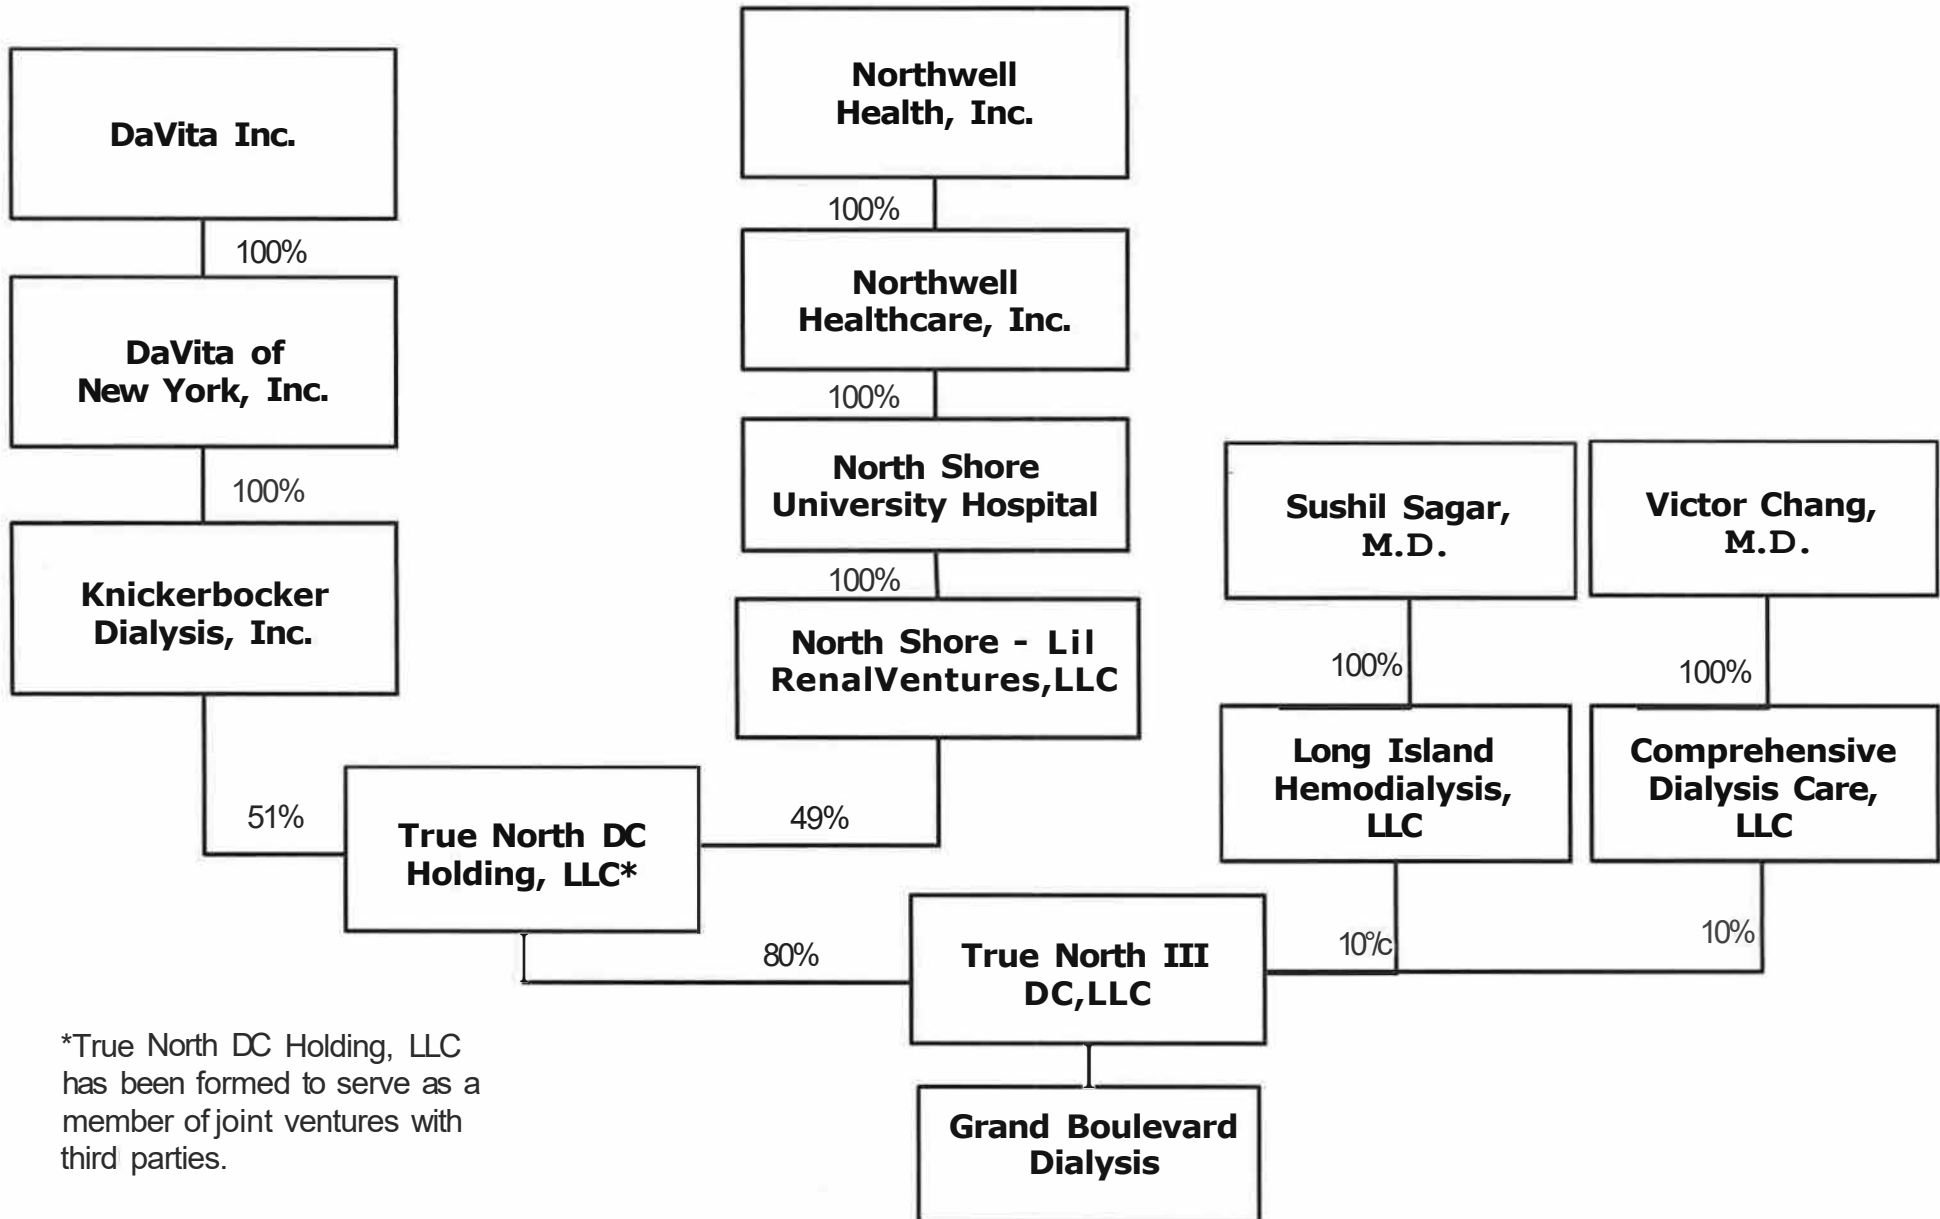 DaVita Inc.
100%
DaVita of
New York, Inc.
100%
Knickerbocker
Dialysis, Inc.
51%
Northwell
Health, Inc.
100%
Northwell
Healthcare, Inc.
100%
North Shore
University Hospital
100%
North Shore - Lil
RenalVentures,LLC
49%
True North DC
Holding, LLC*
80%
Sushil Sagar,
M.D.
100%
Long Island
Hemodialysis,
LLC
10°/c
Victor Chang,
M.D.
100%
Comprehensive
Dialysis Care,
LLC
10%
True North III
DC,LLC
Grand Boulevard
Dialysis
*True North DC Holding, LLC
has been formed to serve as a
member of joint ventures with
third parties.